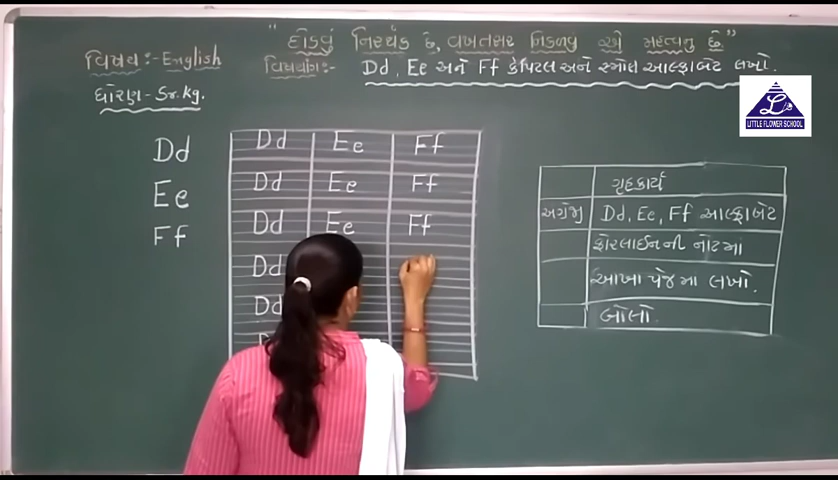 "દોડવું નિરર્થક છે, વખતસર નિકળવુ એ મહત્વનુ છે."
વિષય:- English
વિષયાંગ:- Dd, Ee અને Ff કેપિટલ અને સ્મોલ આલ્ફાબેટ લખો.
ધોરણ - Sr.kg.
LITTLE FLOWER SCHOOL
Dd
Ee
Ff
Dd Ee Ff
Dd Ee Ff
Dd Ee Ff
Dd
Dd
ગૃહકાર્ય
અંગ્રેજી Dd, Ee, Ff આલ્ફાબેટ
ફોરલાઈનની નોટમા
આખા પેજમા લખો.
બોલો.